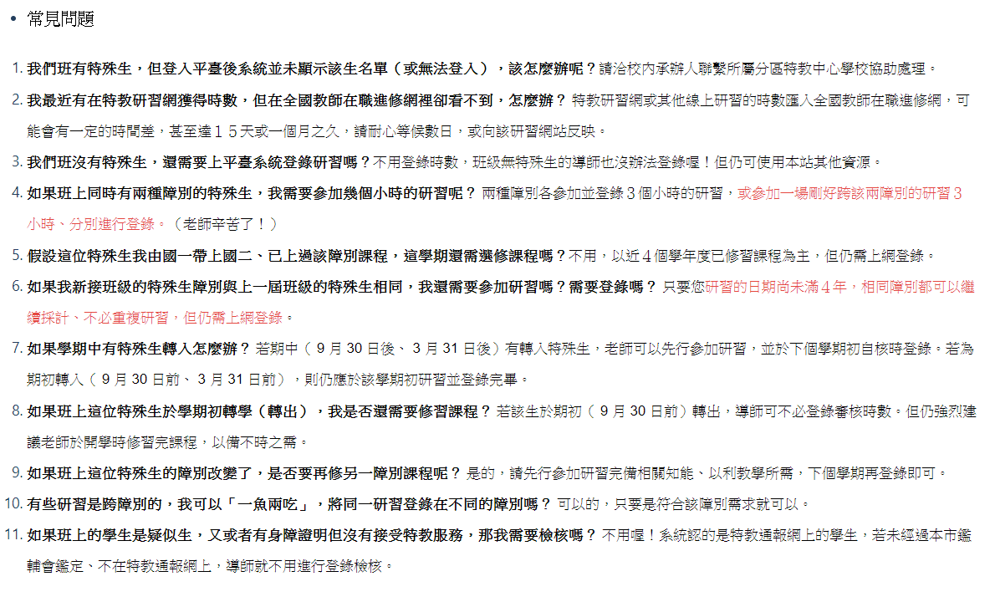 • 常見問題
1. 我們班有特殊生，但登入平臺後系統並未顯示該生名單（或無法登入），該怎麼辦呢？請洽校內承辦人聯繫所屬分區特教中心學校協助處理。
2. 我最近有在特教研習網獲得時數，但在全國教師在職進修網裡卻看不到，怎麼辦？ 特教研習網或其他線上研習的時數匯入全國教師在職進修網，可
能會有一定的時間差，甚至達１５天或一個月之久，請耐心等候數日，或向該研習網站反映。
3. 我們班沒有特殊生，還需要上平臺系統登錄研習嗎？不用登錄時數，班級無特殊生的導師也沒辦法登錄喔！但仍可使用本站其他資源。
4. 如果班上同時有兩種障別的特殊生，我需要參加幾個小時的研習呢？ 兩種障別各參加並登錄３個小時的研習，或參加一場剛好跨該兩障別的研習３
小時、分別進行登錄。（老師辛苦了！）
5. 假設這位特殊生我由國一帶上國二、已上過該障別課程，這學期還需選修課程嗎？不用，以近４個學年度已修習課程為主，但仍需上網登錄。
6. 如果我新接班級的特殊生障別與上一屆班級的特殊生相同，我還需要參加研習嗎？需要登錄嗎？ 只要您研習的日期尚未滿４年，相同障別都可以繼
續採計、不必重複研習，但仍需上網登錄。
7. 如果學期中有特殊生轉入怎麼辦？ 若期中（ 9 月 30 日後、 3 月 31 日後）有轉入特殊生，老師可以先行參加研習，並於下個學期初自核時登錄。若為
期初轉入（ 9 月 30 日前、 3 月 31 日前），則仍應於該學期初研習並登錄完畢。
8. 如果班上這位特殊生於學期初轉學（轉出），我是否還需要修習課程？ 若該生於期初（ 9 月 30 日前）轉出，導師可不必登錄審核時數。但仍強烈建
議老師於開學時修習完課程，以備不時之需。
9. 如果班上這位特殊生的障別改變了，是否要再修另一障別課程呢？ 是的，請先行參加研習完備相關知能、以利教學所需，下個學期再登錄即可。
10. 有些研習是跨障別的，我可以「一魚兩吃」，將同一研習登錄在不同的障別嗎？ 可以的，只要是符合該障別需求就可以。
11. 如果班上的學生是疑似生，又或者有身障證明但沒有接受特教服務，那我需要檢核嗎？ 不用喔！系統認的是特教通報網上的學生，若未經過本市鑑
輔會鑑定、不在特教通報網上，導師就不用進行登錄檢核。